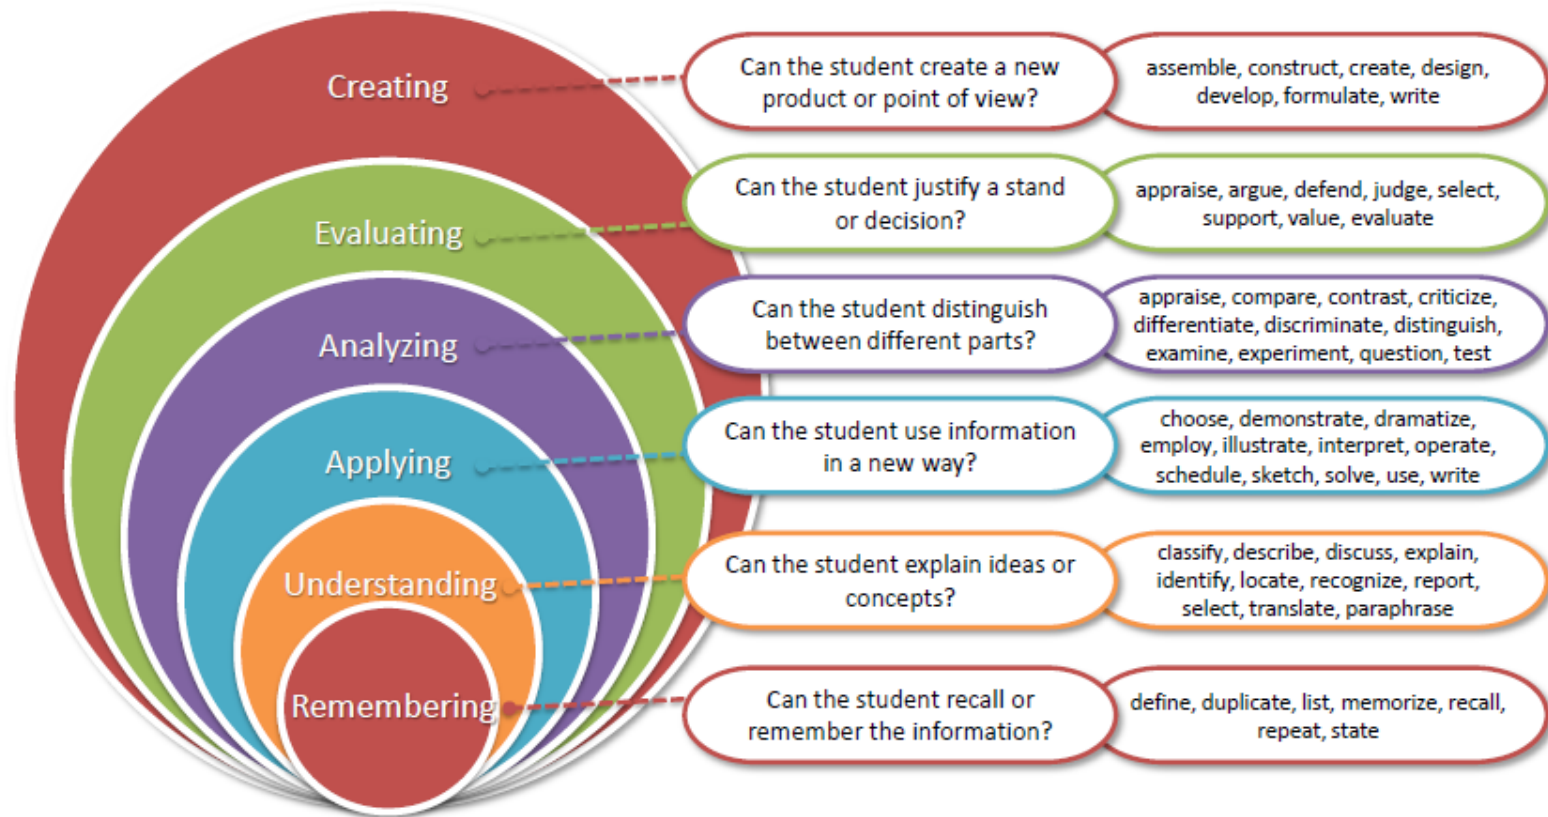 Creating
Can the student create a new
product or point of view?
assemble, construct, create, design,
develop, formulate, write
Evaluating
Can the student justify a stand
or decision?
appraise, argue, defend, judge, select,
support, value, evaluate
Analyzing
Can the student distinguish
between different parts?
appraise, compare, contrast, criticize,
differentiate, discriminate, distinguish,
examine, experiment, question, test
Applying
Can the student use information
in a new way?
choose, demonstrate, dramatize,
employ, illustrate, interpret, operate,
schedule, sketch, solve, use, write
Understanding
Can the student explain ideas or
concepts?
classify, describe, discuss, explain,
identify, locate, recognize, report,
select, translate, paraphrase
Remembering
Can the student recall or
remember the information?
define, duplicate, list, memorize, recall,
repeat, state